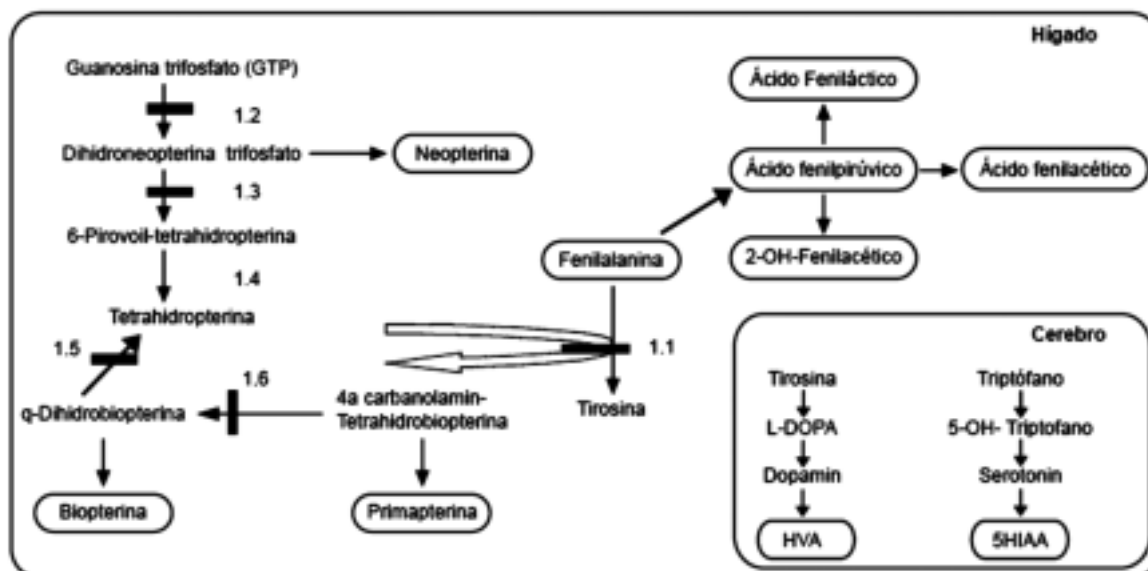 Hígado
Guanosina trifosfato (GTP)
1.2
Dihidroneopterina trifosfato
Neopterina
1.3
6-Pirovoil-tetrahidropterina
1.4
Tetrahidropterina
1.5
1.6
q-Dihidrobiopterina
4a carbanolamin-
Tetrahidrobiopterina
Biopterina
Primapterina
Ácido Feniláctico
Ácido fenilpirúvico
Ácido fenilacético
2-OH-Fenilacético
Fenilalanina
1.1
Tirosina
Cerebro
Tirosina
L-DOPA
Dopamin
HVA
Triptófano
5-OH- Triptofano
Serotonin
5HIAA